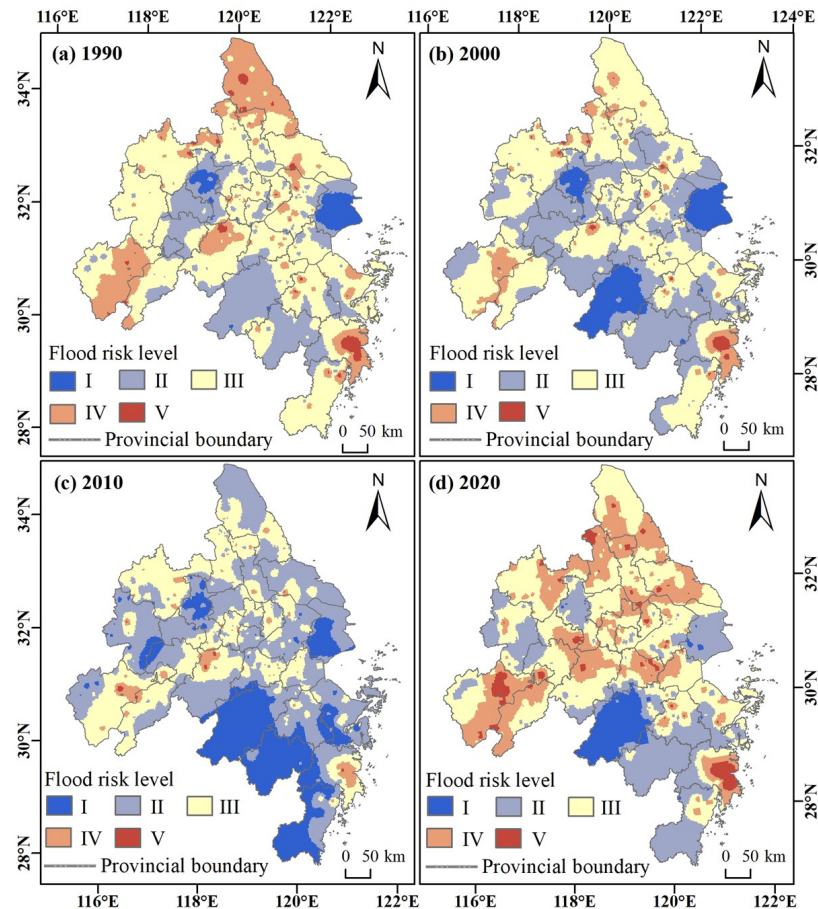 116°E 118°E 120°E 122°E 116°E 118°E 120°E 122°E 124°E
(a) 1990
N
34°N
32°N
30°N
28°N
Flood risk level
I II III
IV V
Provincial boundary
0 50 km
(b) 2000
N
32°N
30°N
28°N
Flood risk level
I II III
IV V
Provincial boundary
0 50 km
(c) 2010
N
34°N
32°N
30°N
28°N
Flood risk level
I II III
IV V
Provincial boundary
0 50 km
(d) 2020
N
32°N
30°N
28°N
Flood risk level
I II III
IV V
Provincial boundary
0 50 km
116°E 118°E 120°E 122°E 116°E 118°E 120°E 122°E